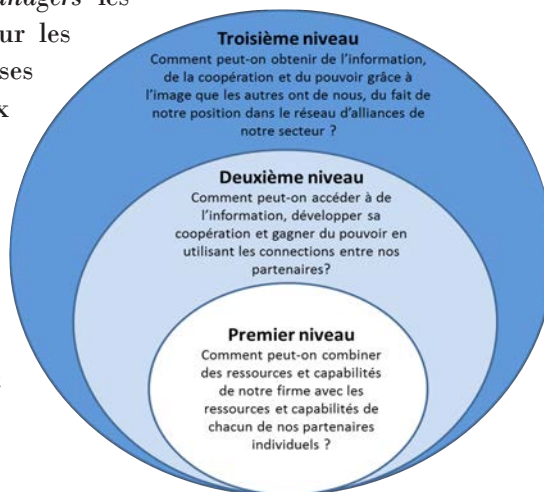 anagers les
ur les
ses
x
Troisième niveau
Comment peut-on obtenir de l'information,
de la coopération et du pouvoir grâce à
l'image que les autres ont de nous, du fait de
notre position dans le réseau d'alliances de
notre secteur ?
Deuxième niveau
Comment peut-on accéder à de
l'information, développer sa
coopération et gagner du pouvoir en
utilisant les connections entre nos
partenaires?
Premier niveau
Comment peut-on combiner
des ressources et capabilités
de notre firme avec les
ressources et capabilités de
chacun de nos partenaires
individuels ?